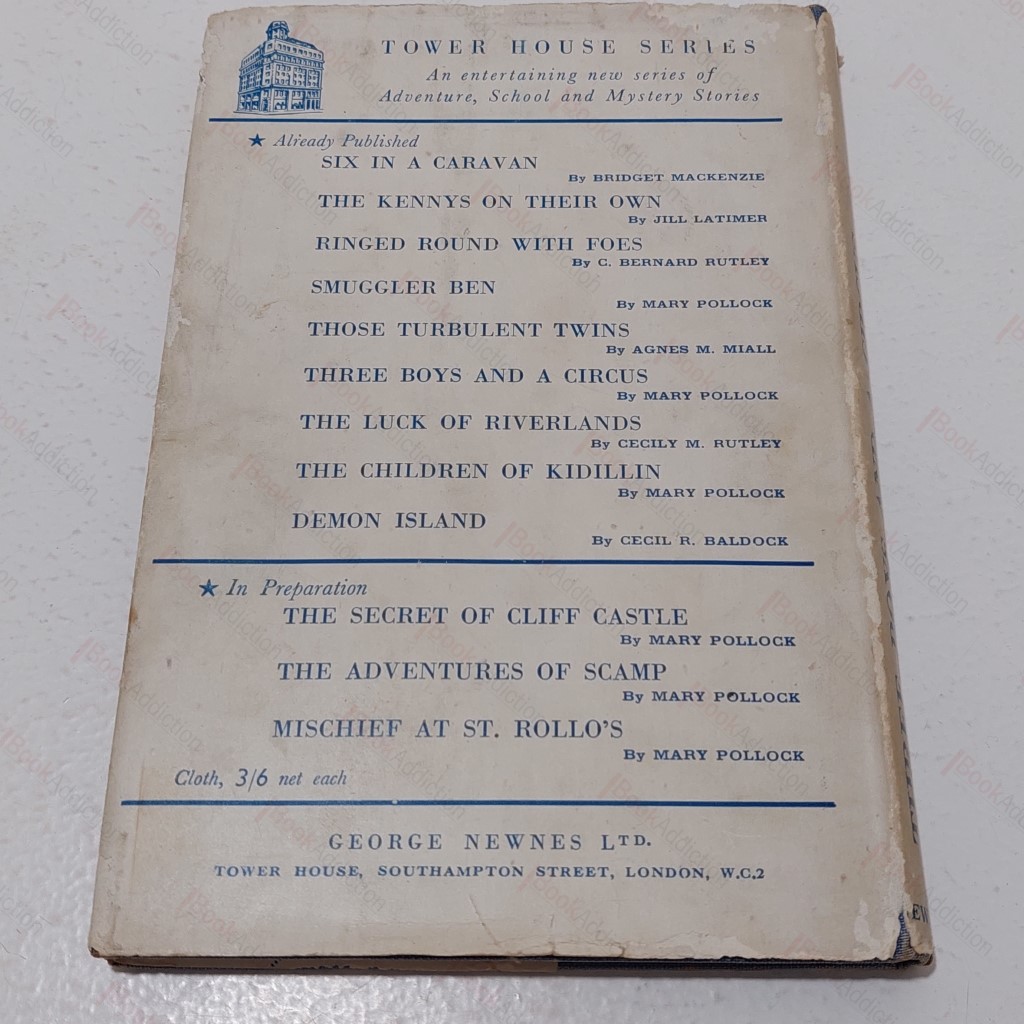 TOWER HOUSE SERIES
An entertaining new series of
Adventure, School and Mystery Stories
★ Already Published
SIX IN A CARAVAN
By BRIDGET MACKENZIE
THE KENNYS ON THEIR OWN
By JILL LATIMER
RINGED ROUND WITH FOES
By C. BERNARD RUTLEY
SMUGGLER BEN
By MARY POLLOCK
THOSE TURBULENT TWINS
By AGNES M. MIALL
THREE BOYS AND A CIRCUS
By MARY POLLOCK
THE LUCK OF RIVERLANDS
By CECILY M. RUTLEY
THE CHILDREN OF KIDILLIN
By MARY POLLOCK
DEMON ISLAND
By CECIL R. BALDOCK
★ In Preparation
THE SECRET OF CLIFF CASTLE
By MARY POLLOCK
THE ADVENTURES OF SCAMP
By MARY POLLOCK
MISCHIEF AT ST. ROLLO'S
By MARY POLLOCK
Cloth, 3/6 net each
GEORGE NEWNES LTD.
TOWER HOUSE, SOUTHAMPTON STREET, LONDON, W.C.2
BookAddiction